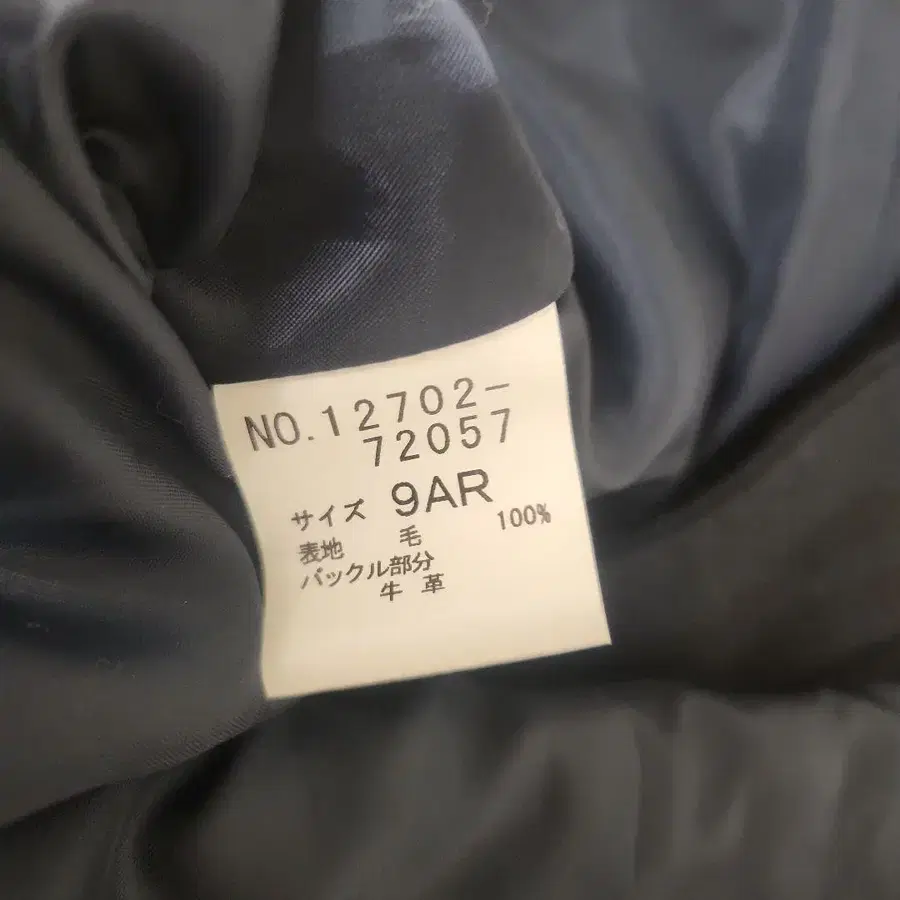 NO.12702-
72057
サイズ 9AR
表地 毛 100%
バックル部分
牛 革